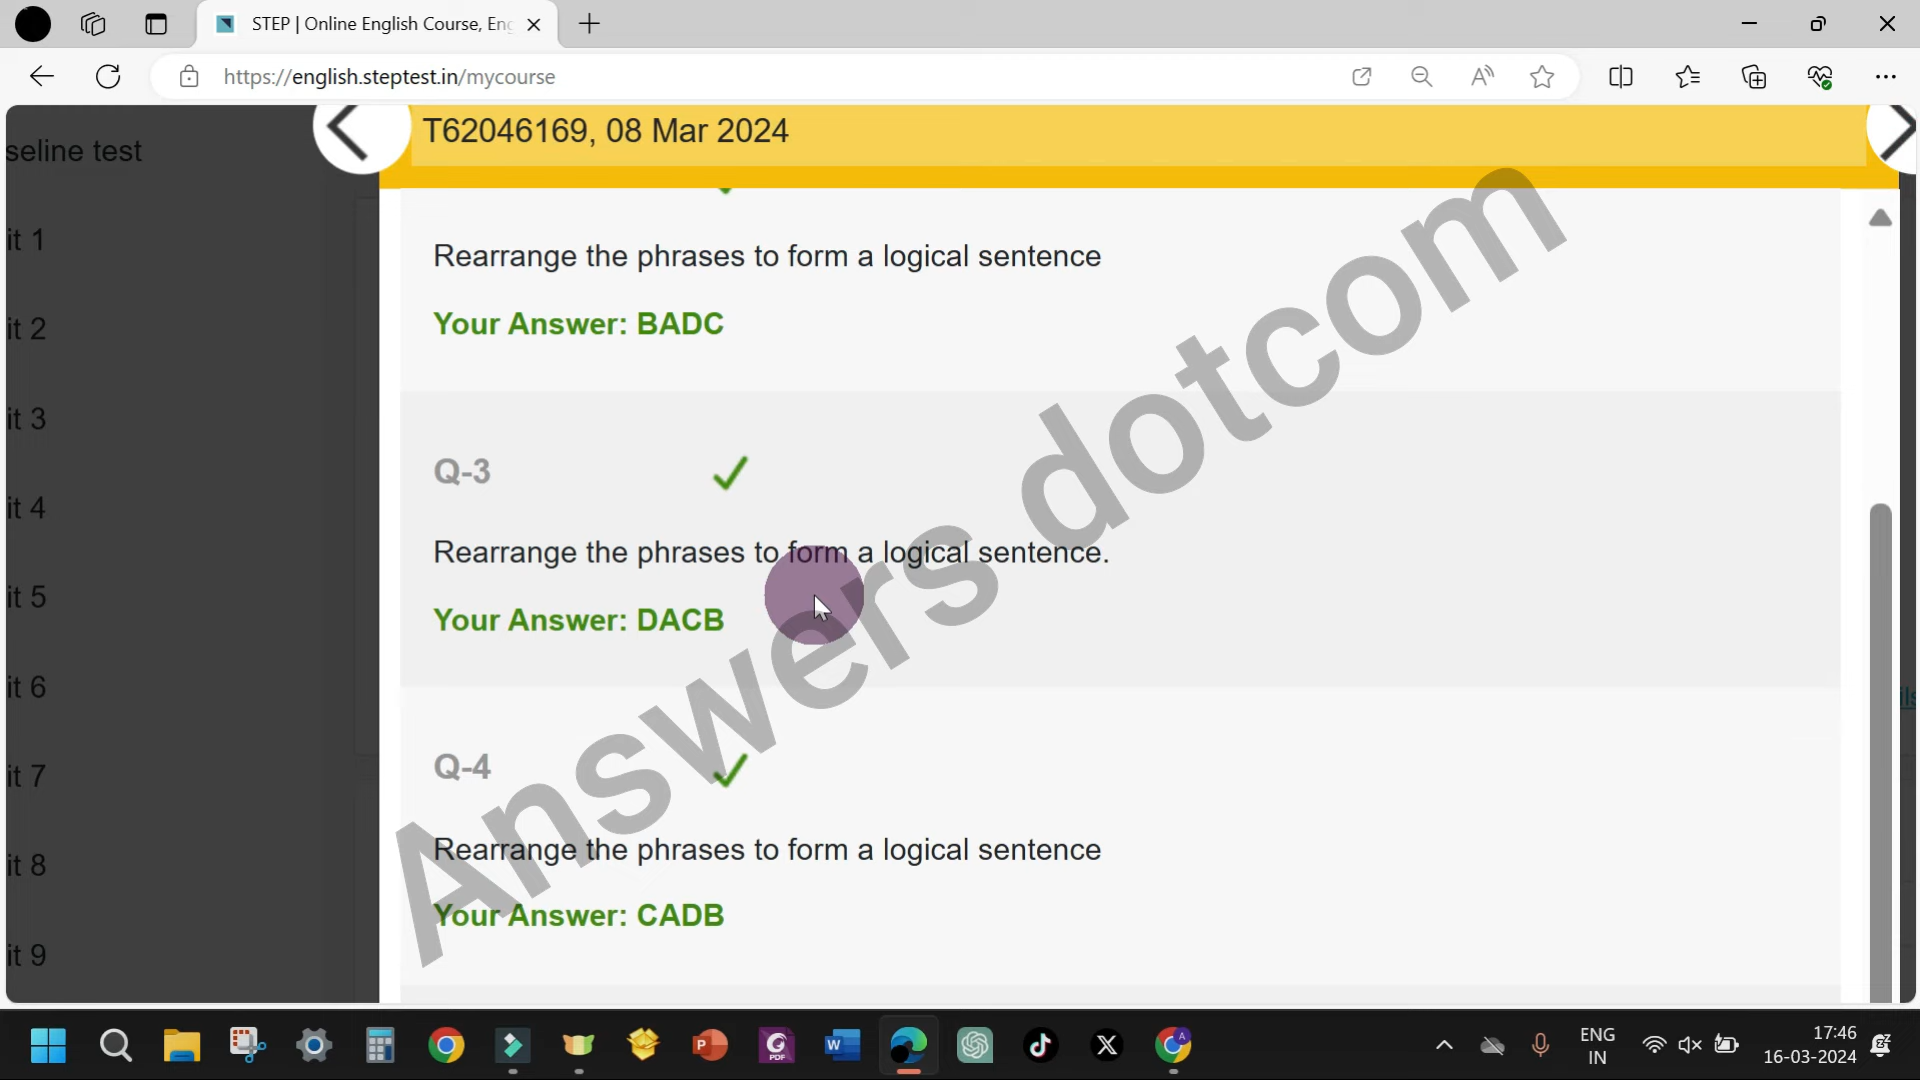 STEP | Online English Course, Eng
https://english.steptest.in/mycourse
T62046169, 08 Mar 2024
seline test
it 1
it 2
it 3
it 4
it 5
it 6
it 7
it 8
it 9
Rearrange the phrases to form a logical sentence
Your Answer: BADC
Q-3
Rearrange the phrases to form a logical sentence.
Your Answer: DACB
Q-4
Rearrange the phrases to form a logical sentence
Your Answer: CADB
Answers dotcom
ils
ENG
IN
17:46
16-03-2024